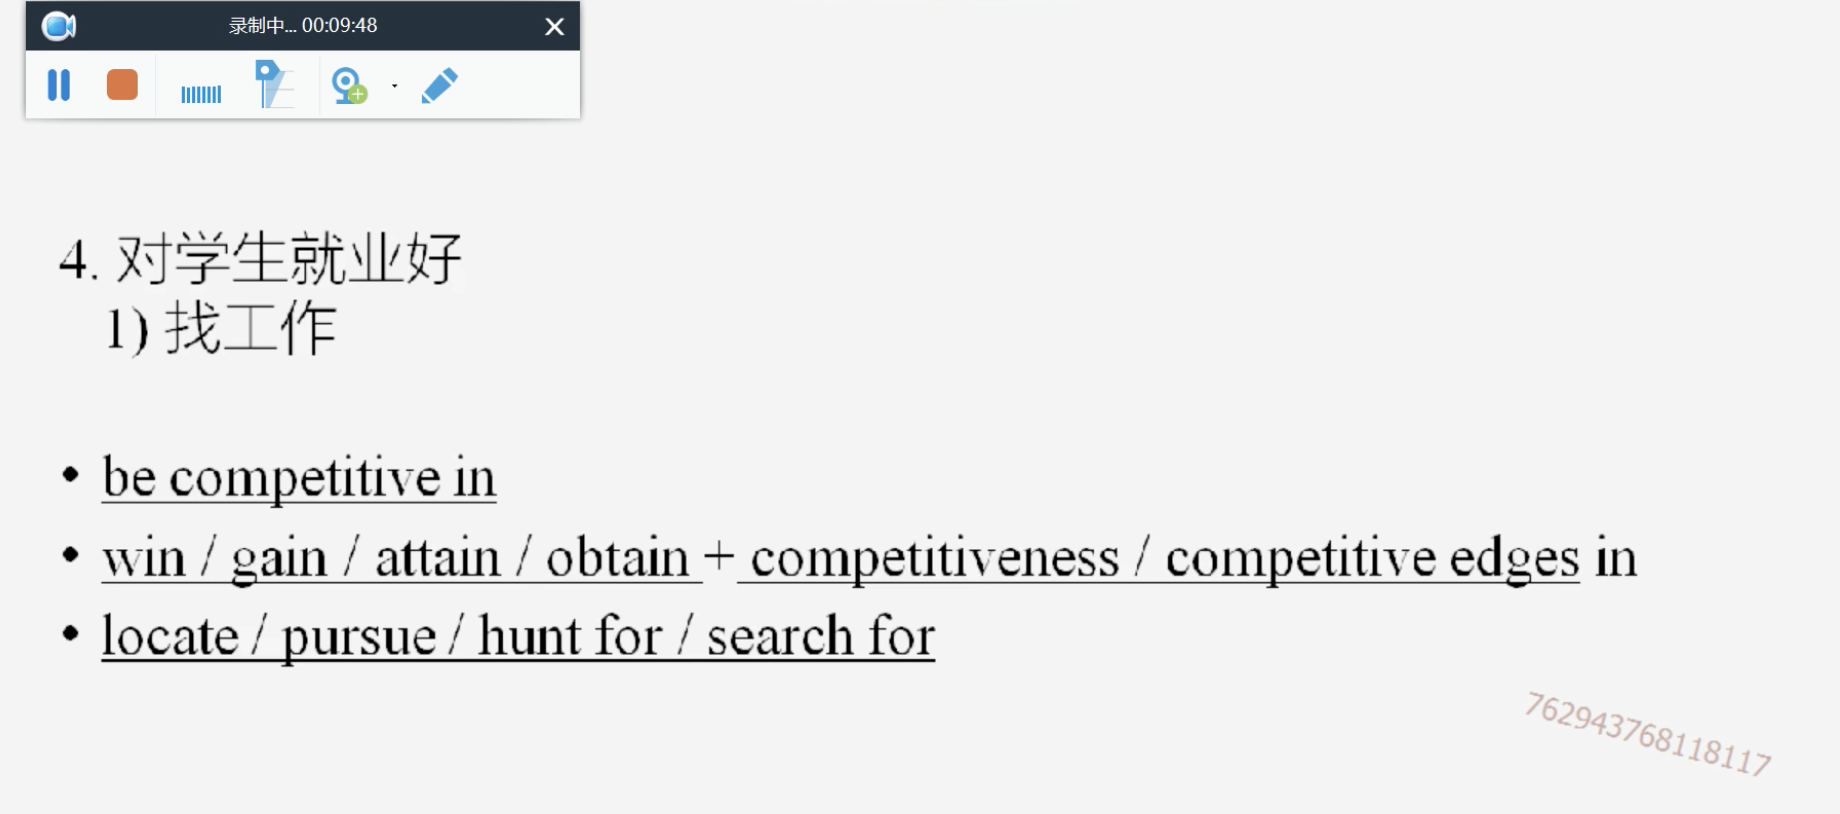 录制中... 00:09:48
4. 对学生就业好
1) 找工作
• be competitive in
• win / gain / attain / obtain + competitiveness / competitive edges in
• locate / pursue / hunt for / search for
762943768118117